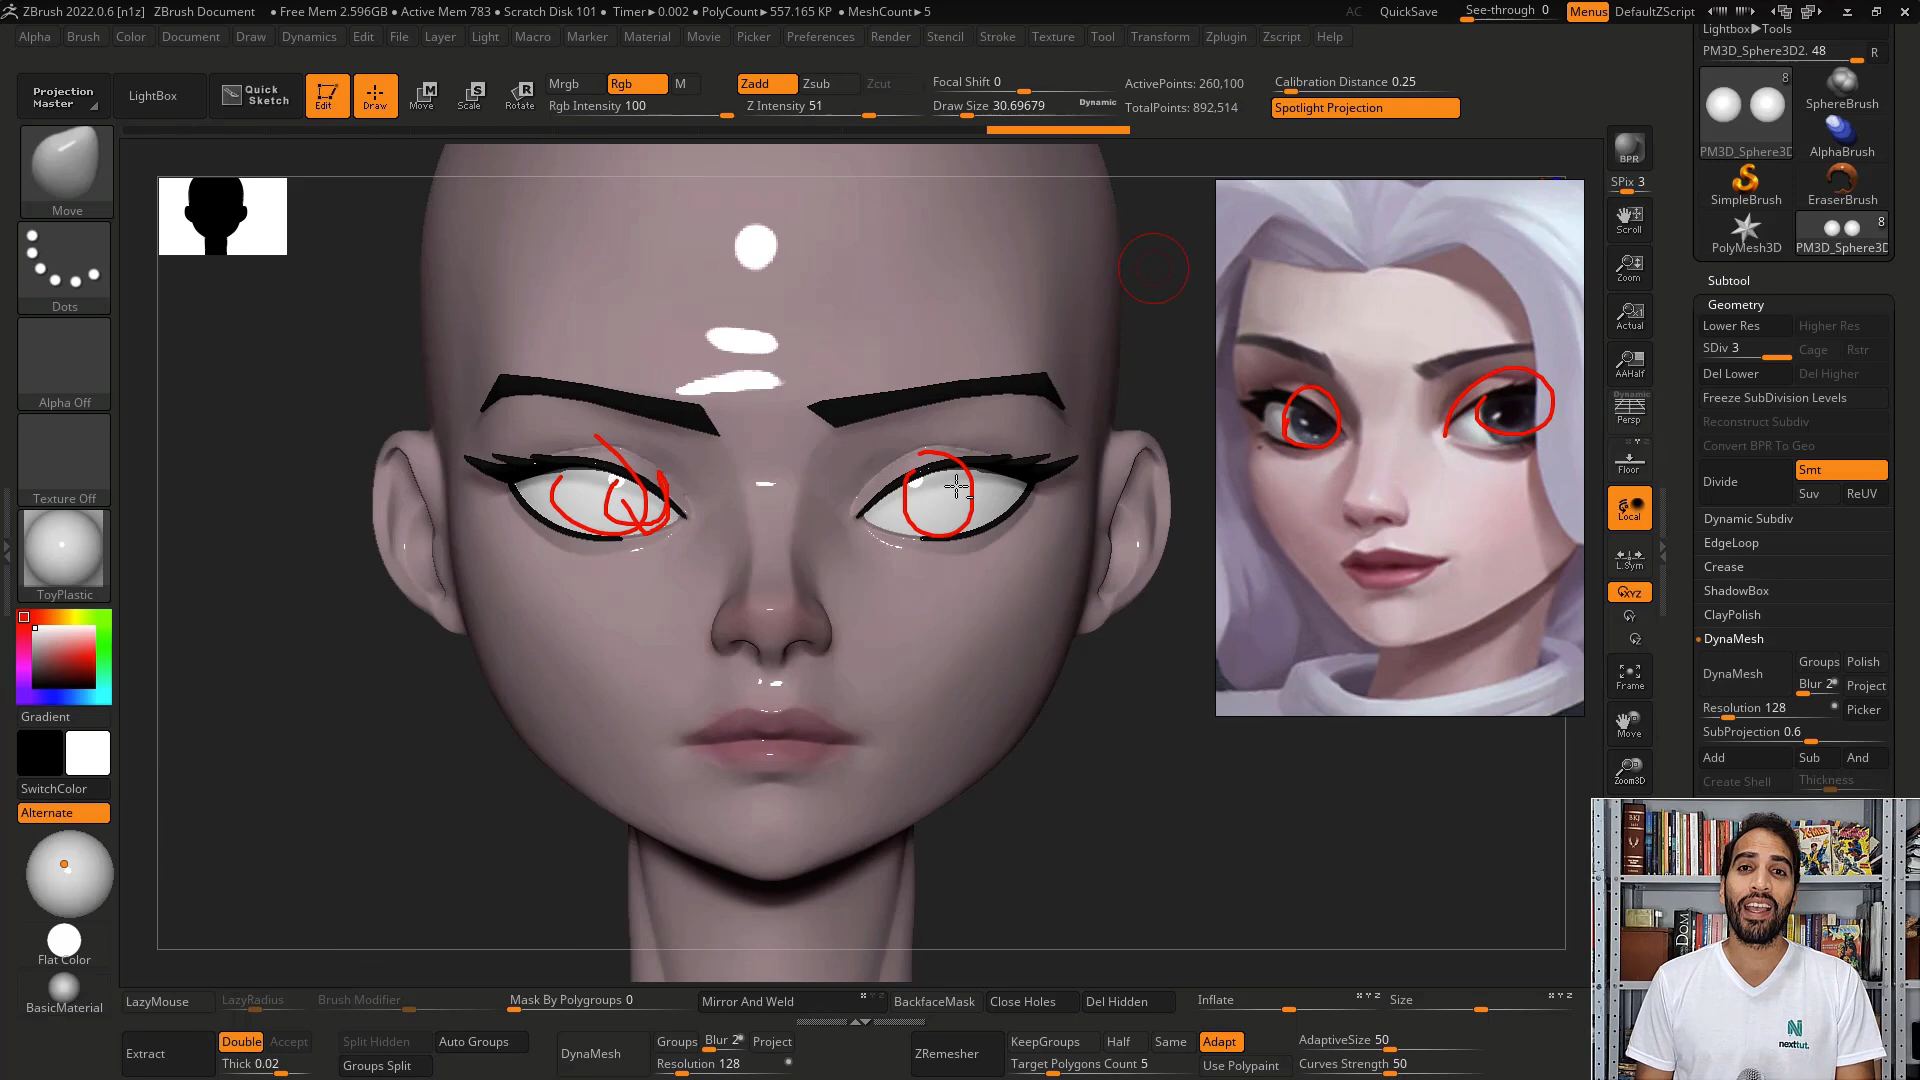 ZBrush 2022.0.6 [n1z] ZBrush Document ● Free Mem 2.596GB ● Active Mem 783 ● Scratch Disk 101 ● Timer►0.002 ● PolyCount►557.165 KP ● MeshCount►5 AC QuickSave See-through 0 Menus DefaultZScript
Alpha Brush Color Document Draw Dynamics Edit File Layer Light Macro Marker Material Movie Picker Preferences Render Stencil Stroke Texture Tool Transform Zplugin Zscript Help
Lightbox►Tools
PM3D_Sphere3D2. 48 R
Projection Master
LightBox
Quick Sketch
Edit Draw Move Scale Rotate
Mrgb Rgb M
Rgb Intensity 100
Zadd Zsub Zcut
Z Intensity 51
Focal Shift 0
Draw Size 30.69679 Dynamic
ActivePoints: 260,100
TotalPoints: 892,514
Calibration Distance 0.25
Spotlight Projection
8
PM3D_Sphere3D
SphereBrush
AlphaBrush
SimpleBrush
EraserBrush
PolyMesh3D
8
PM3D_Sphere3D
Move
Dots
Alpha Off
Texture Off
ToyPlastic
Gradient
SwitchColor
Alternate
Flat Color
BasicMaterial
BPR
SPix 3
Scroll
Zoom
Actual
AAHalf
Dynamic
Persp
Floor
Local
L.Sym
XYZ
Y
Z
Frame
Move
Zoom3D
Subtool
Geometry
Lower Res Higher Res
SDiv 3 Cage Rstr
Del Lower Del Higher
Freeze SubDivision Levels
Reconstruct Subdiv
Convert BPR To Geo
Divide Smt
Suv ReUV
Dynamic Subdiv
EdgeLoop
Crease
ShadowBox
ClayPolish
DynaMesh
DynaMesh Groups Polish
Blur 2 Project
Resolution 128 Picker
SubProjection 0.6
Add Sub And
Create Shell Thickness
LazyMouse LazyRadius Brush Modifier Mask By Polygroups 0 Mirror And Weld BackfaceMask Close Holes Del Hidden Inflate Size
Extract Double Accept
Thick 0.02
Split Hidden Auto Groups
Groups Split
DynaMesh Groups Blur 2 Project
Resolution 128
ZRemesher KeepGroups Half Same Adapt AdaptiveSize 50
Target Polygons Count 5 Use Polypaint Curves Strength 50
BKJ
DOM
X-MEN
N
nexttut.